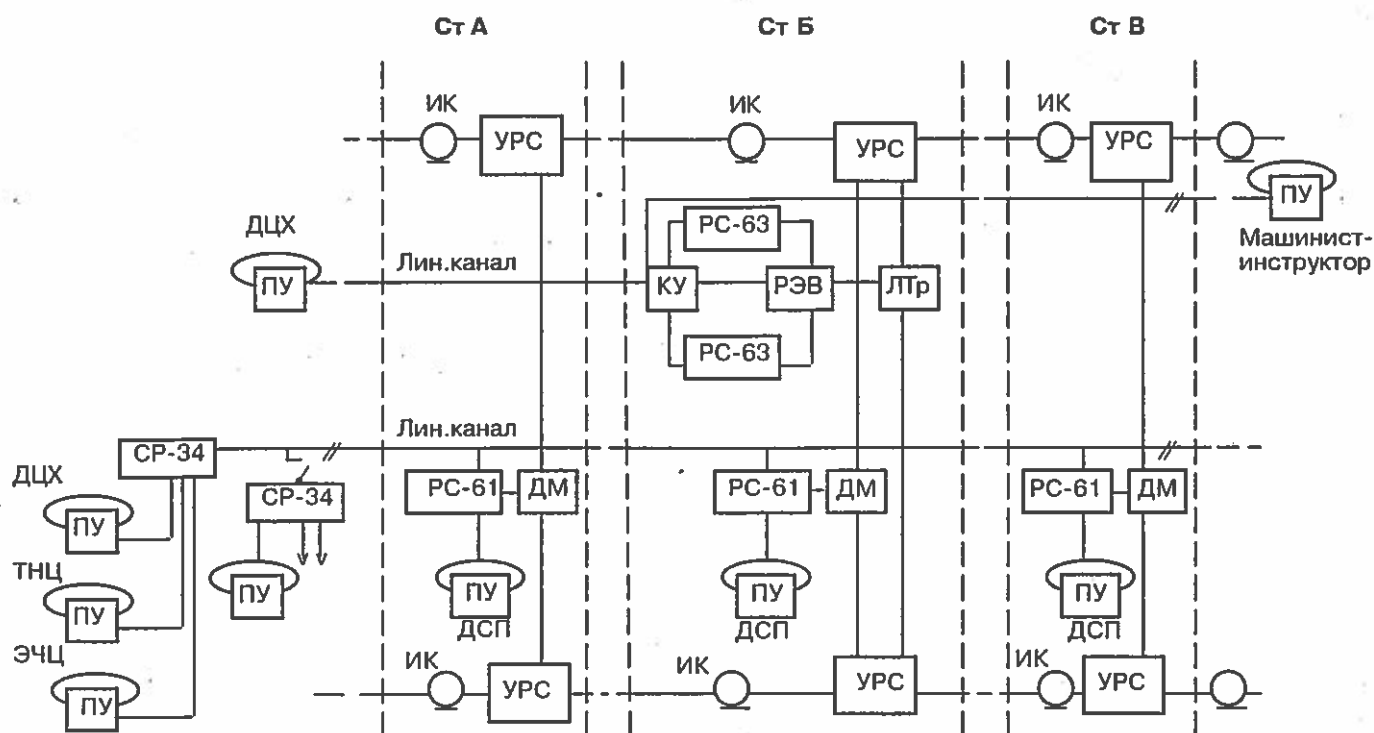 Ст А
Ст Б
Ст В
ИК
ИК
ИК
УРС
УРС
УРС
ПУ
Машинист-
инструктор
ДЦХ
ПУ
Лин.канал
РС-63
КУ
РЭВ
ЛТр
РС-63
Лин.канал
СР-34
ДЦХ
ПУ
СР-34
РС-61
ДМ
РС-61
ДМ
РС-61
ДМ
ТНЦ
ПУ
ПУ
ПУ
ДСП
ПУ
ДСП
ПУ
ДСП
ЭЧЦ
ПУ
ИК
УРС
ИК
УРС
ИК
УРС